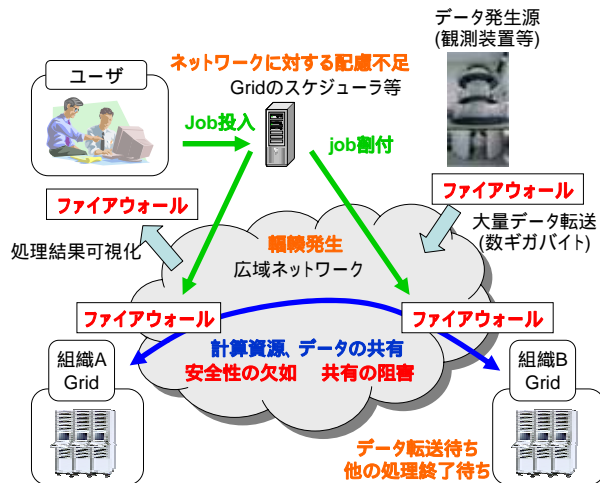 データ発生源
(観測装置等)
ネットワークに対する配慮不足
Gridのスケジューラ等
ユーザ
Job投入
job割付
ファイアウォール
ファイアウォール
大量データ転送
(数ギガバイト)
処理結果可視化
輻輳発生
広域ネットワーク
ファイアウォール
ファイアウォール
計算資源、データの共有
安全性の欠如 共有の阻害
組織A
Grid
組織B
Grid
データ転送待ち
他の処理終了待ち